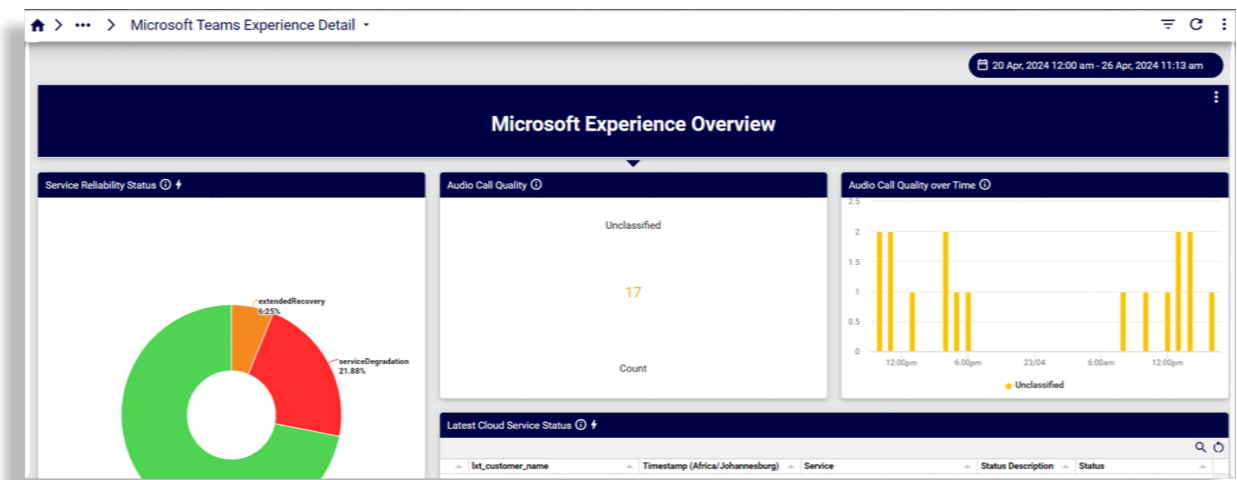 > ••• > Microsoft Teams Experience Detail
20 Apr, 2024 12:00 am - 26 Apr, 2024 11:13 am
Microsoft Experience Overview
Service Reliability Status
extendedRecovery
6.25%
serviceDegradation
21.88%
Audio Call Quality
Unclassified
17
Count
Audio Call Quality over Time
2.5
2
1.5
1
0.5
0
12:00pm 6:00pm 23/04 6:00am 12:00pm
Unclassified
Latest Cloud Service Status
lxt_customer_name Timestamp (Africa/Johannesburg) Service Status Description Status